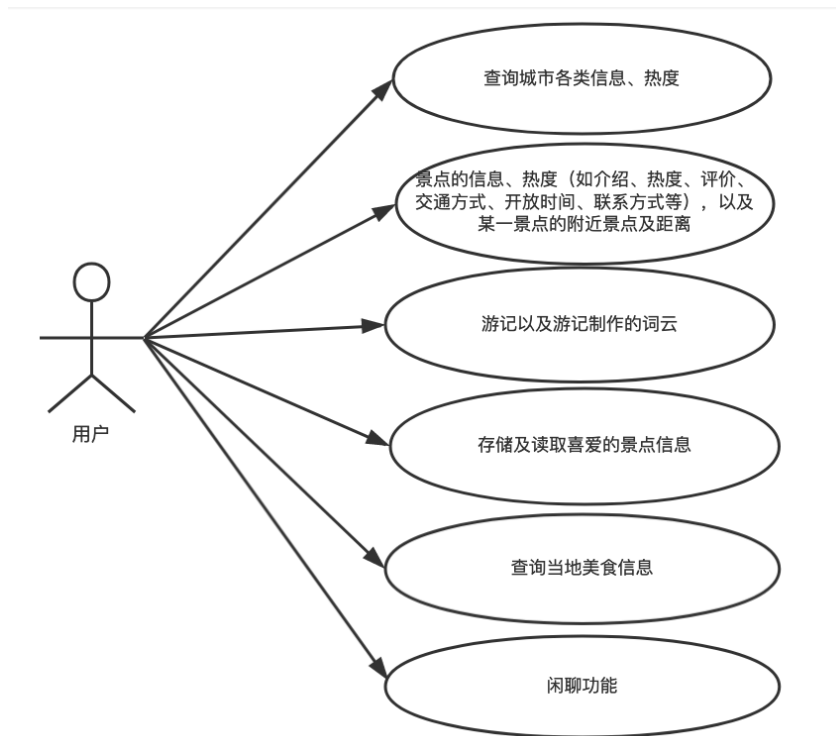 查询城市各类信息、热度
景点的信息、热度（如介绍、热度、评价、
交通方式、开放时间、联系方式等），以及
某一景点的附近景点及距离
游记以及游记制作的词云
用户
存储及读取喜爱的景点信息
查询当地美食信息
闲聊功能